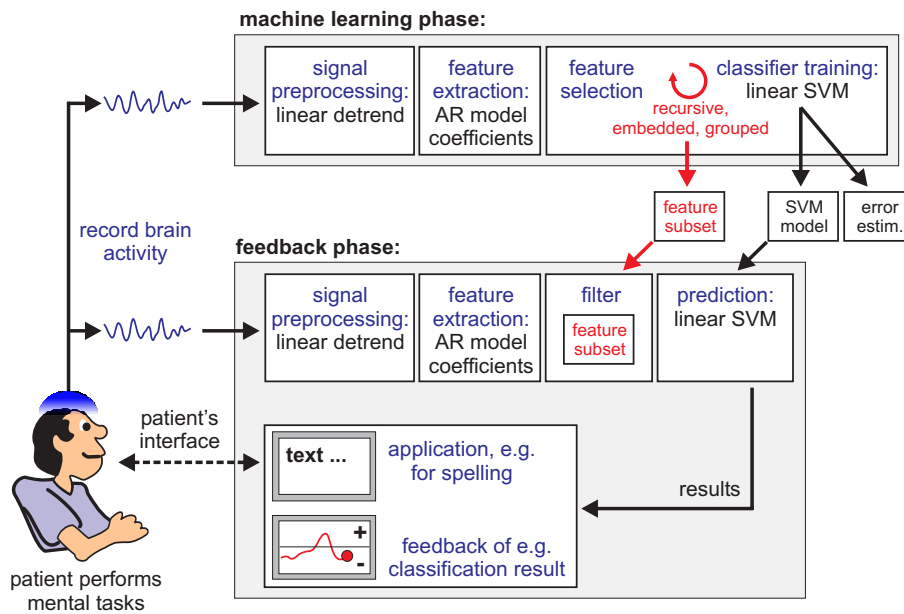 machine learning phase:
signal
preprocessing:
linear detrend
feature
extraction:
AR model
coefficients
feature
selection
recursive,
embedded, grouped
classifier training:
linear SVM
feature
subset
SVM
model
error
estim.
record brain
activity
feedback phase:
signal
preprocessing:
linear detrend
feature
extraction:
AR model
coefficients
filter
feature
subset
prediction:
linear SVM
patient's
interface
text ...
application, e.g.
for spelling
results
+
-
feedback of e.g.
classification result
patient performs
mental tasks